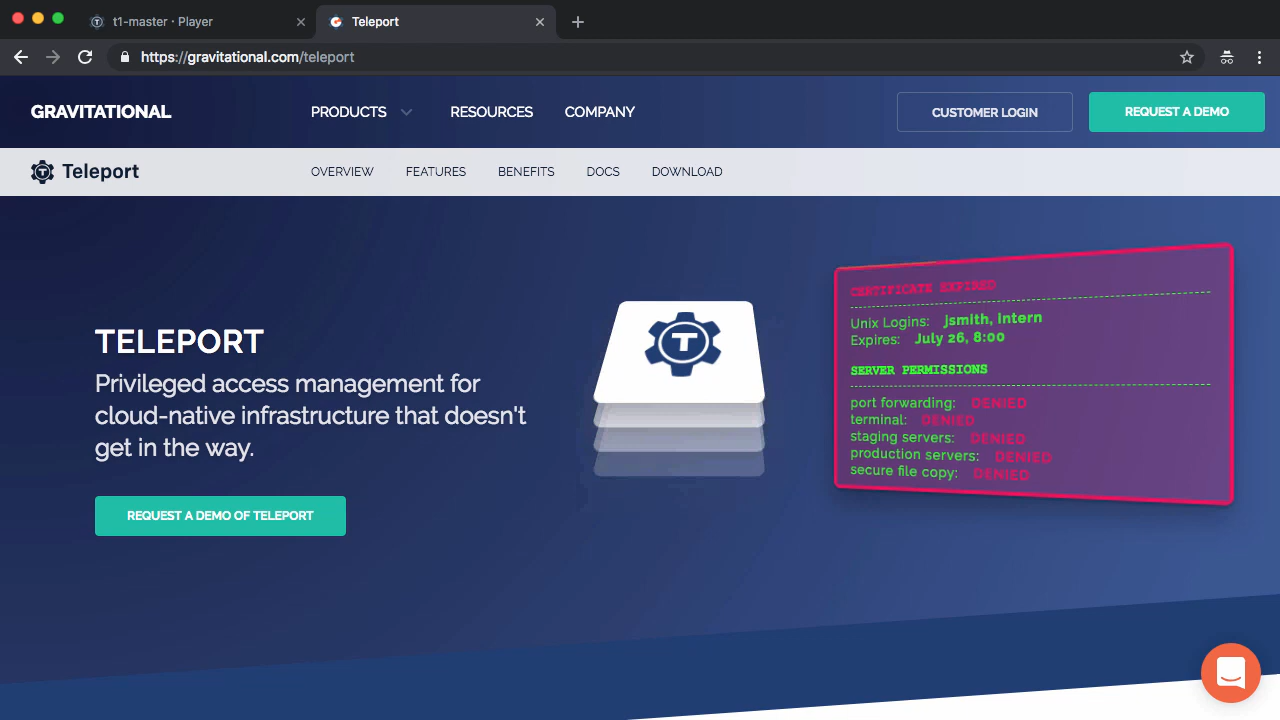 t1-master · Player
Teleport
https://gravitational.com/teleport
GRAVITATIONAL
PRODUCTS
RESOURCES
COMPANY
CUSTOMER LOGIN
REQUEST A DEMO
Teleport
OVERVIEW
FEATURES
BENEFITS
DOCS
DOWNLOAD
TELEPORT
Privileged access management for
cloud-native infrastructure that doesn't
get in the way.
REQUEST A DEMO OF TELEPORT
T
CERTIFICATE EXPIRED
Unix Logins: jsmith, intern
Expires: July 26, 8:00
SERVER PERMISSIONS
port forwarding: DENIED
terminal: DENIED
staging servers: DENIED
production servers: DENIED
secure file copy: DENIED